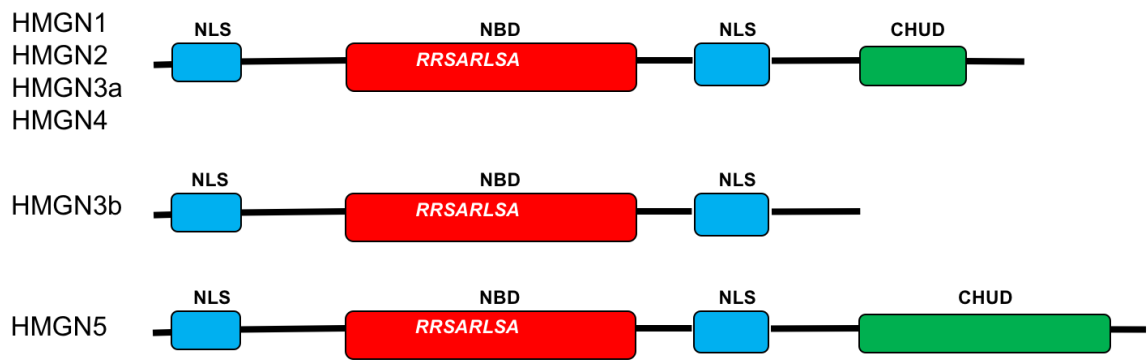 HMGN1
HMGN2
HMGN3a
HMGN4
NLS NBD NLS CHUD
RRSARLSA
HMGN3b
NLS NBD NLS
RRSARLSA
HMGN5
NLS NBD NLS CHUD
RRSARLSA